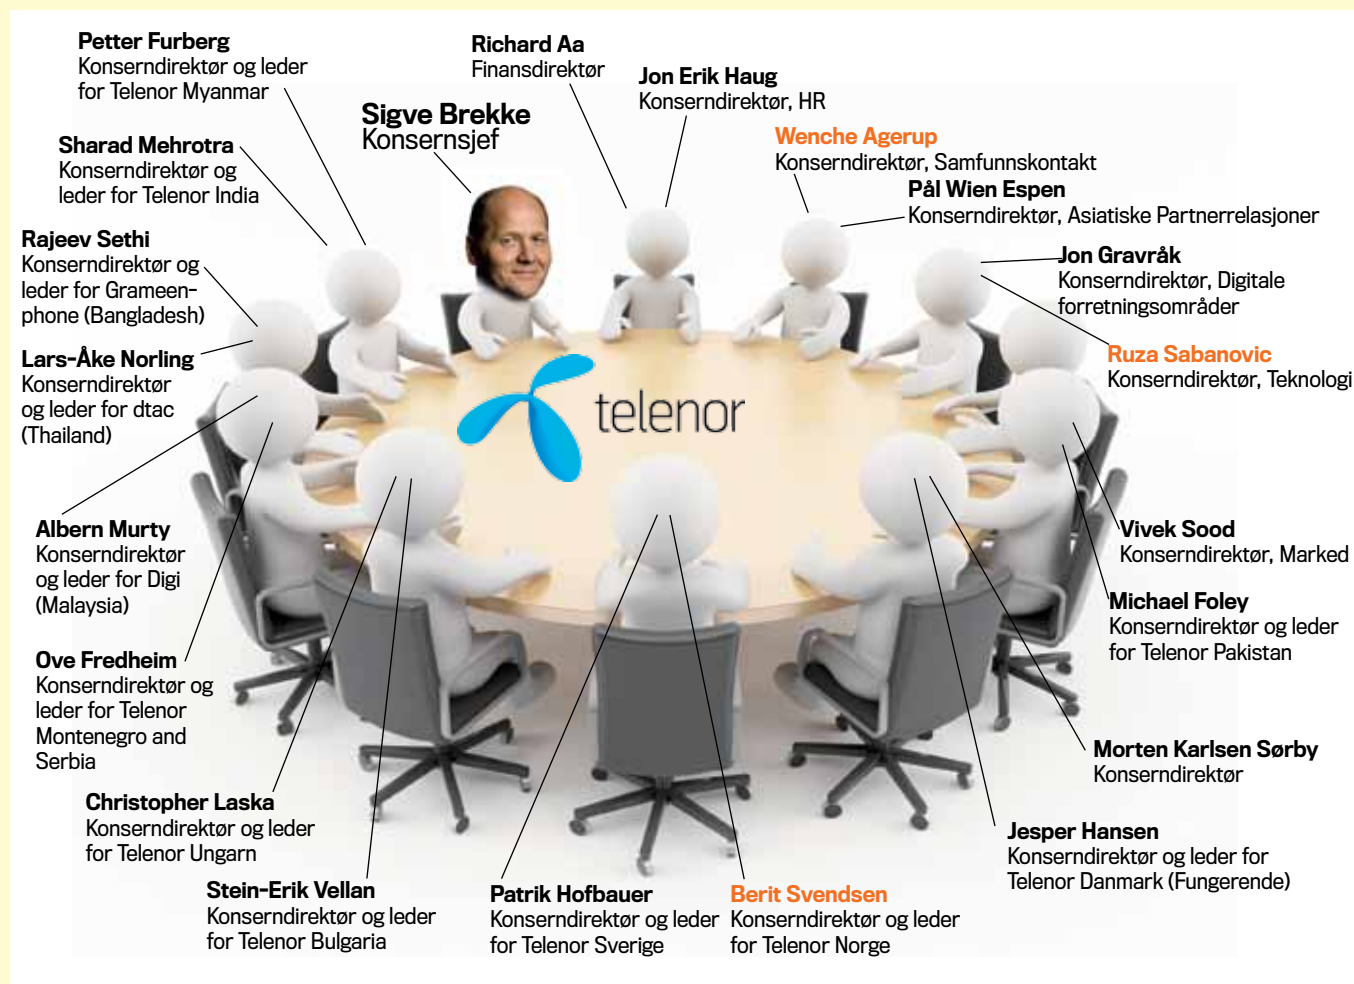 Petter Furberg
Konserndirektør og leder
for Telenor Myanmar
Richard Aa
Finansdirektør
Jon Erik Haug
Konserndirektør, HR
Sigve Brekke
Konsernsjef
Wenche Agerup
Konserndirektør, Samfunnskontakt
Sharad Mehrotra
Konserndirektør og
leder for Telenor India
Pål Wien Espen
Konserndirektør, Asiatiske Partnerrelasjoner
Rajeev Sethi
Konserndirektør og
leder for Grameen-
phone (Bangladesh)
Jon Gravråk
Konserndirektør, Digitale
forretningsområder
Lars-Åke Norling
Konserndirektør
og leder for dtac
(Thailand)
Ruza Sabanovic
Konserndirektør, Teknologi
telenor
Albern Murty
Konserndirektør
og leder for Digi
(Malaysia)
Vivek Sood
Konserndirektør, Marked
Michael Foley
Konserndirektør og leder
for Telenor Pakistan
Ove Fredheim
Konserndirektør og
leder for Telenor
Montenegro and
Serbia
Morten Karlsen Sørby
Konserndirektør
Christopher Laska
Konserndirektør og leder
for Telenor Ungarn
Jesper Hansen
Konserndirektør og leder for
Telenor Danmark (Fungerende)
Stein-Erik Vellan
Konserndirektør og leder
for Telenor Bulgaria
Patrik Hofbauer
Konserndirektør og leder
for Telenor Sverige
Berit Svendsen
Konserndirektør og leder
for Telenor Norge